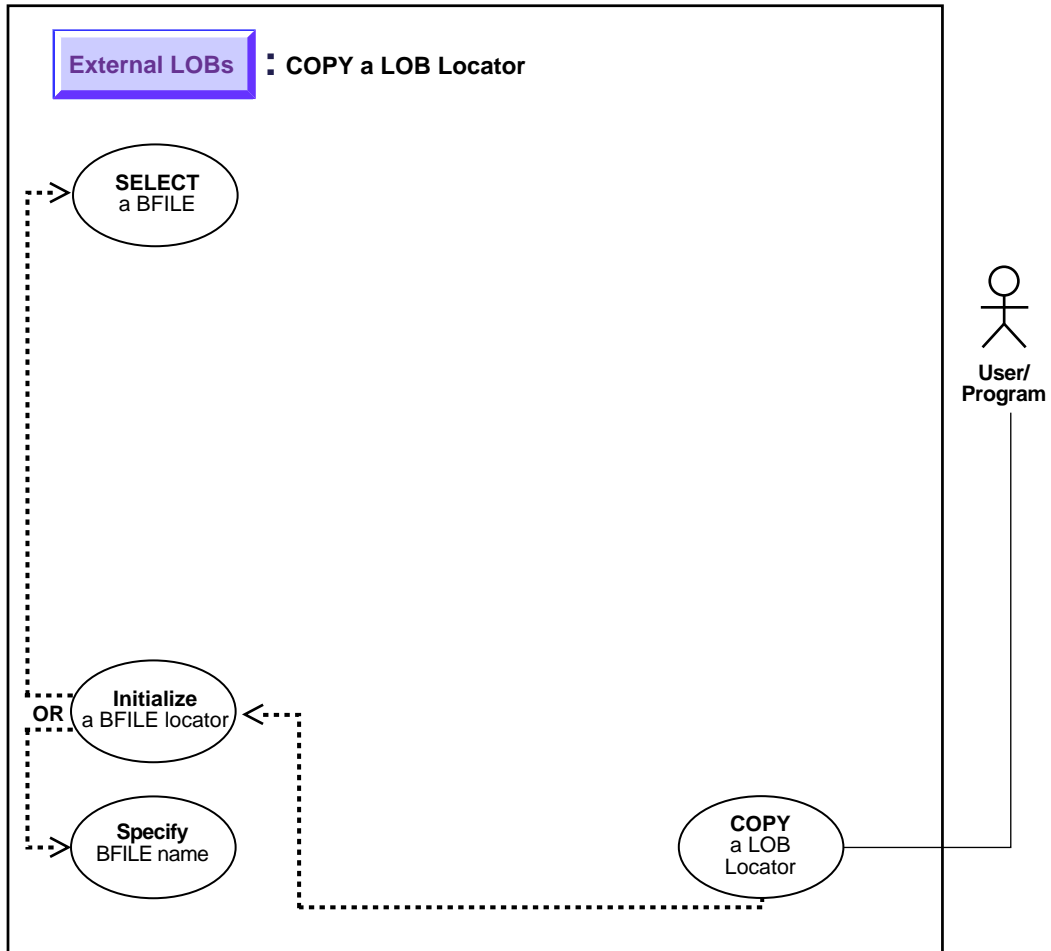 External LOBs : COPY a LOB Locator
SELECT
a BFILE
User/
Program
Initialize
a BFILE locator
OR
Specify
BFILE name
COPY
a LOB
Locator